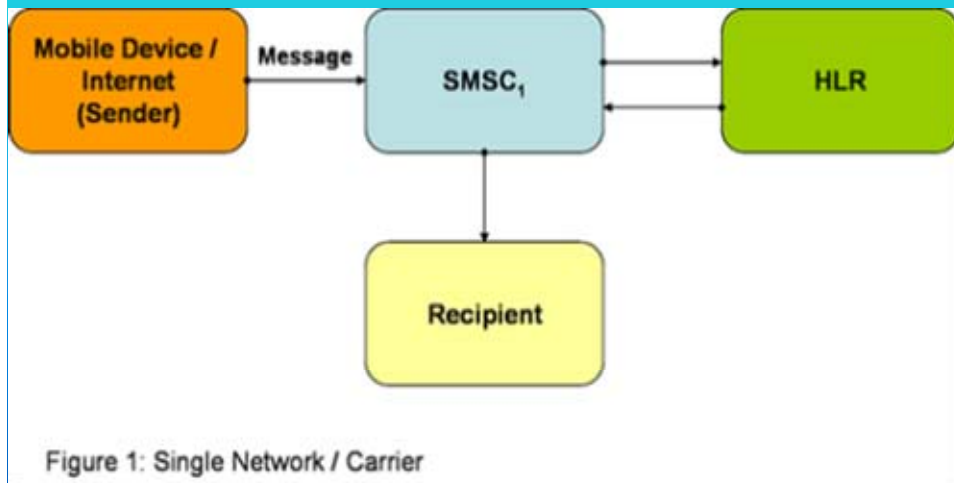 Mobile Device /
Internet
(Sender)
Message
SMSC₁
HLR
Recipient
Figure 1: Single Network / Carrier